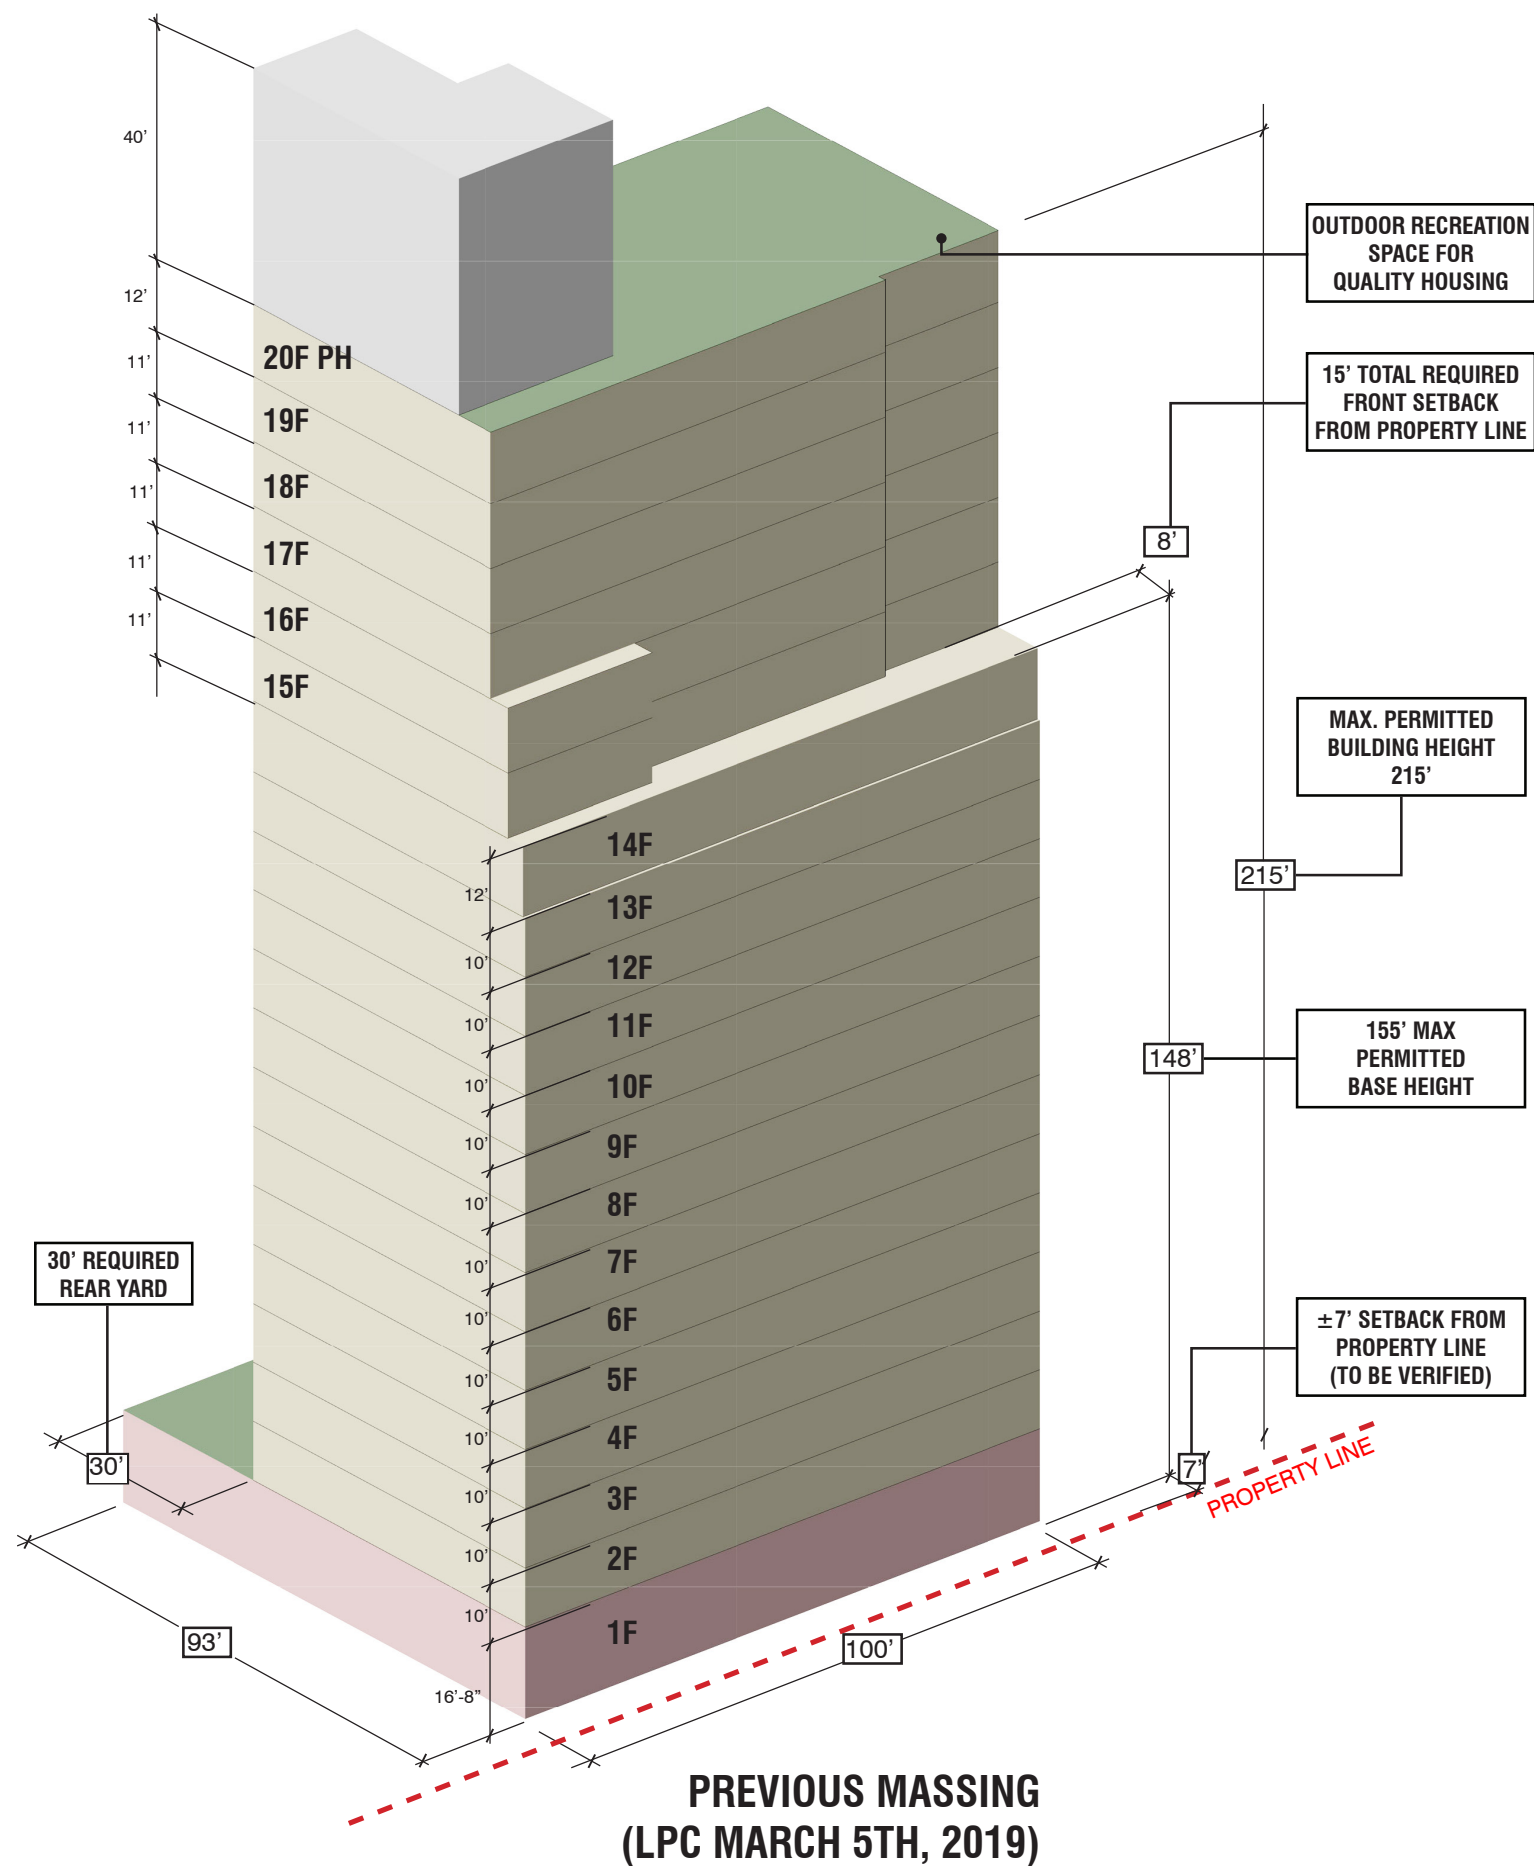 40'
12'
11'
11'
11'
11'
11'
20F PH
19F
18F
17F
16F
15F
OUTDOOR RECREATION
SPACE FOR
QUALITY HOUSING
15' TOTAL REQUIRED
FRONT SETBACK
FROM PROPERTY LINE
8'
MAX. PERMITTED
BUILDING HEIGHT
215'
215'
155' MAX
PERMITTED
BASE HEIGHT
148'
14F
13F
12F
11F
10F
9F
8F
7F
6F
5F
4F
3F
2F
1F
12'
10'
10'
10'
10'
10'
10'
10'
10'
10'
10'
10'
10'
16'-8"
30' REQUIRED
REAR YARD
30'
93'
100'
±7' SETBACK FROM
PROPERTY LINE
(TO BE VERIFIED)
7'
PROPERTY LINE
PREVIOUS MASSING
(LPC MARCH 5TH, 2019)